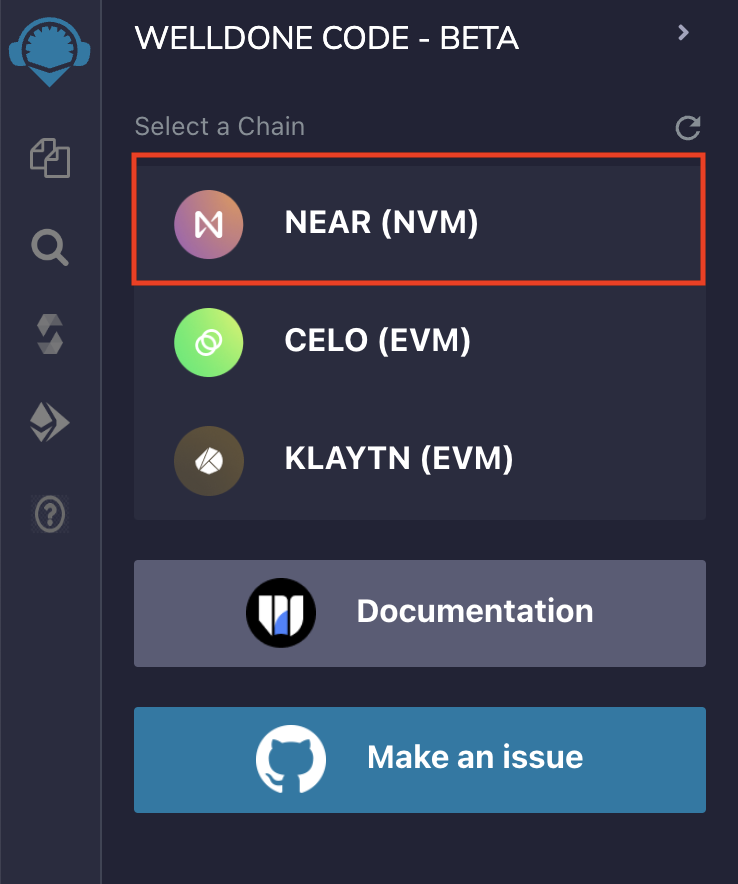 WELLDONE CODE - BETA
Select a Chain
NEAR (NVM)
CELO (EVM)
KLAYTN (EVM)
Documentation
Make an issue